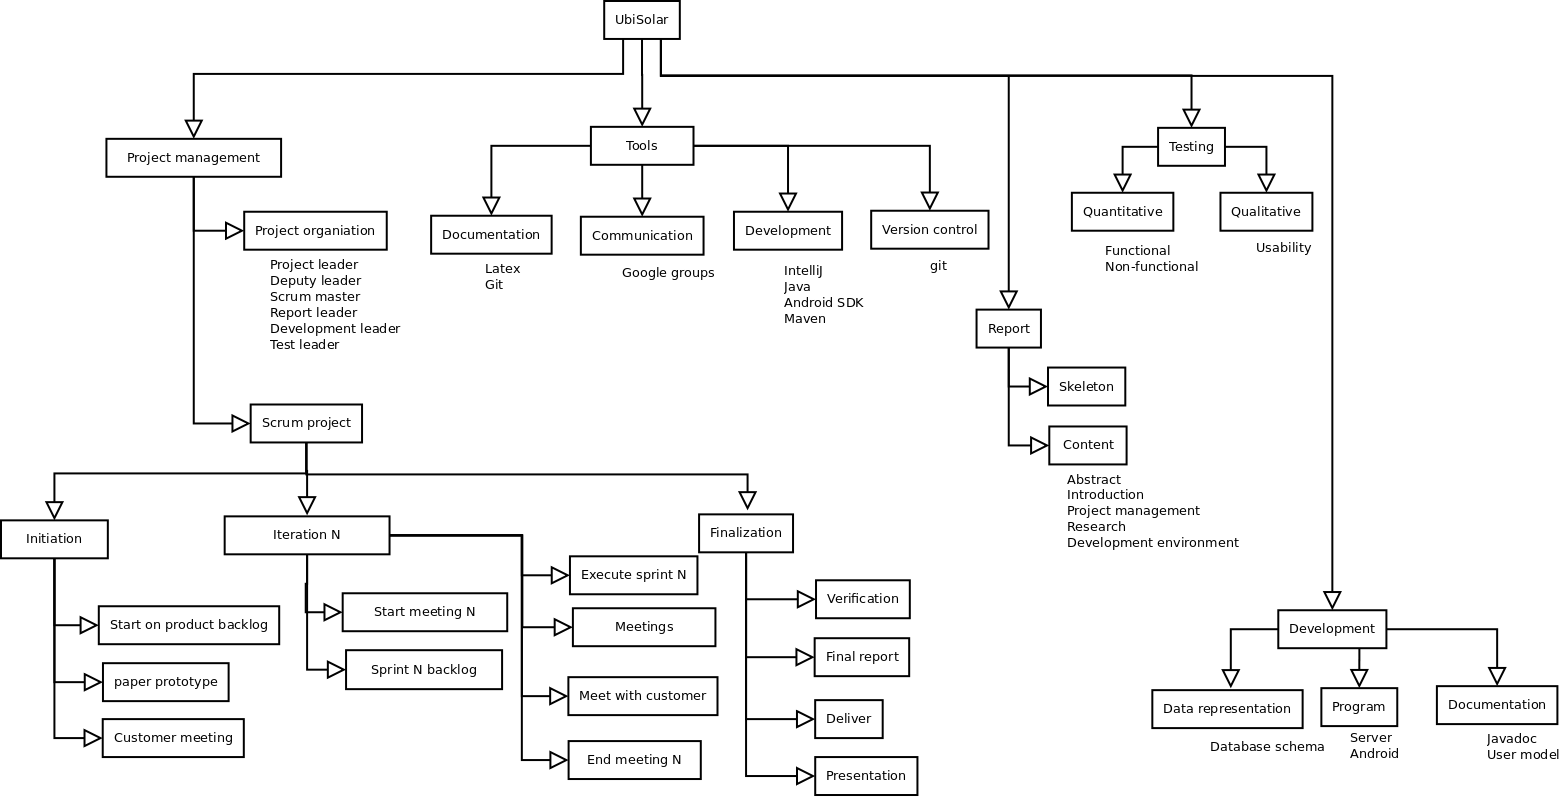 UbiSolar
Project management
Project organiation
Project leader
Deputy leader
Scrum master
Report leader
Development leader
Test leader
Tools
Documentation
Latex
Git
Communication
Google groups
Development
IntelliJ
Java
Android SDK
Maven
Version control
git
Testing
Quantitative
Functional
Non-functional
Qualitative
Usability
Report
Skeleton
Content
Abstract
Introduction
Project management
Research
Development environment
Scrum project
Initiation
Start on product backlog
paper prototype
Customer meeting
Iteration N
Start meeting N
Sprint N backlog
Execute sprint N
Meetings
Meet with customer
End meeting N
Finalization
Verification
Final report
Deliver
Presentation
Development
Data representation
Database schema
Program
Server
Android
Documentation
Javadoc
User model